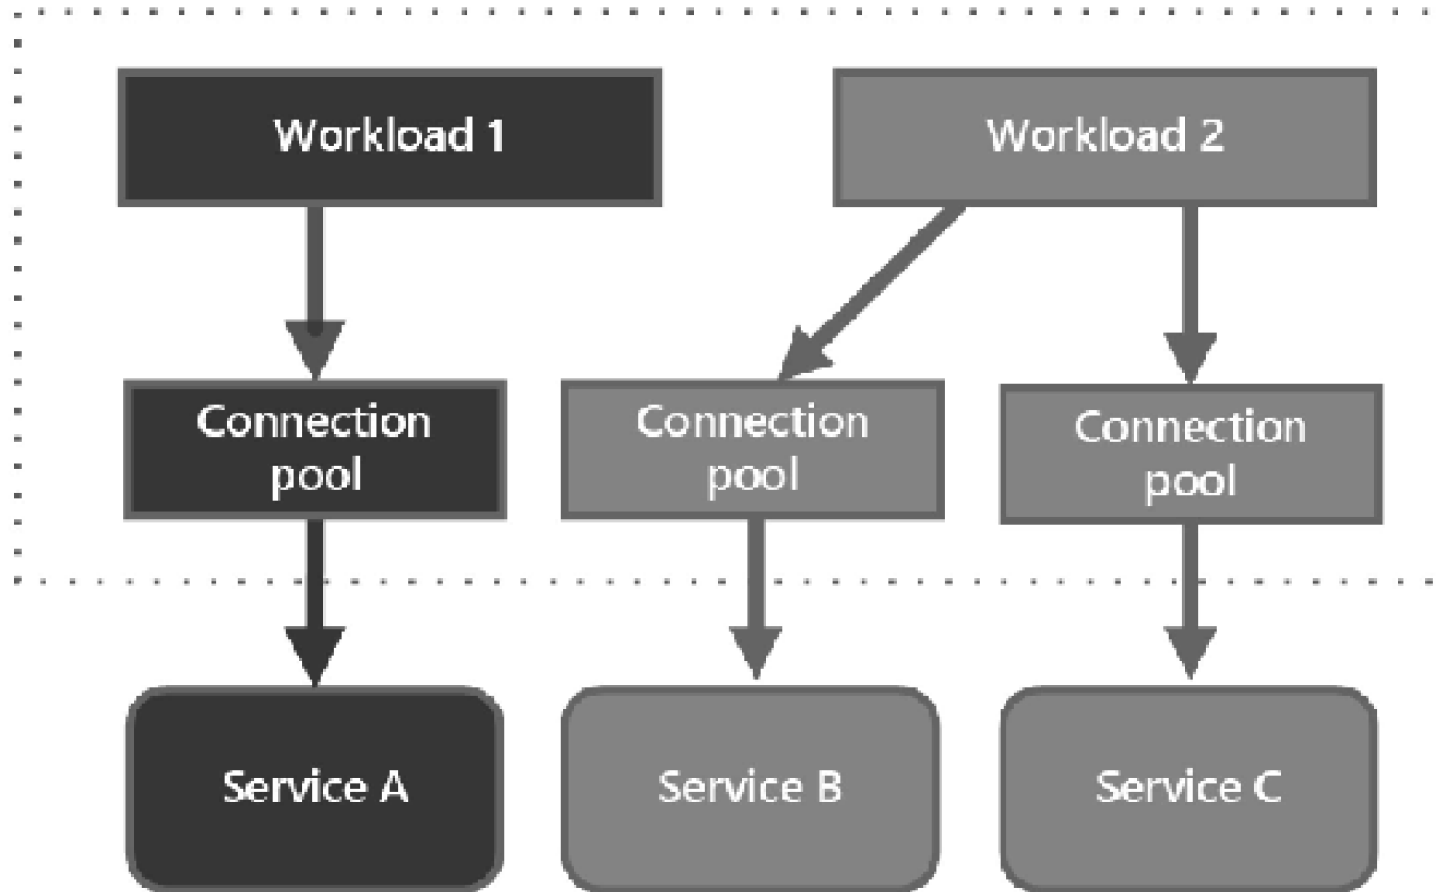 Workload 1
Workload 2
Connection
pool
Connection
pool
Connection
pool
Service A
Service B
Service C